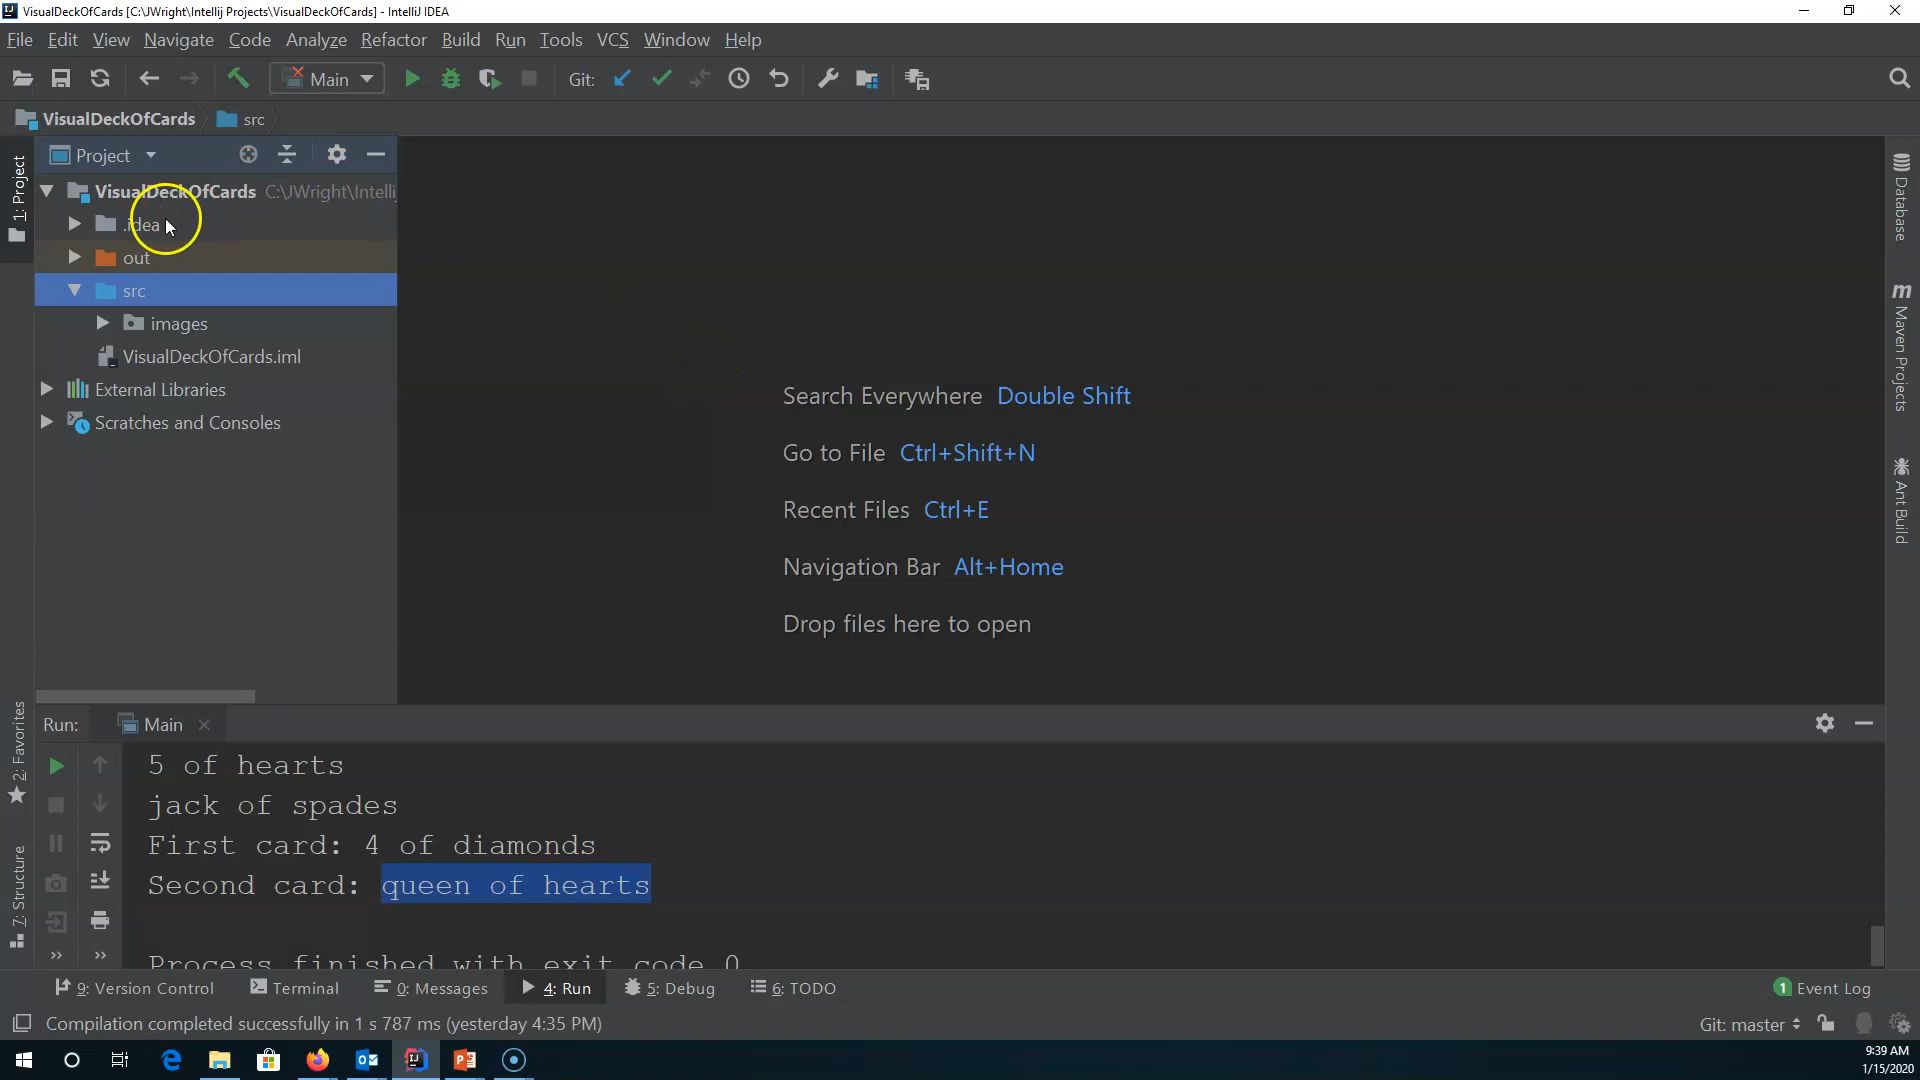 VisualDeckOfCards [C:\JWright\Intellij Projects\VisualDeckOfCards] - IntelliJ IDEA
File Edit View Navigate Code Analyze Refactor Build Run Tools VCS Window Help
Main Git:
VisualDeckOfCards src
Project
VisualDeckOfCards C:\JWright\Intellij
.idea
out
src
images
VisualDeckOfCards.iml
External Libraries
Scratches and Consoles
1: Project
2: Favorites
7: Structure
Search Everywhere Double Shift
Go to File Ctrl+Shift+N
Recent Files Ctrl+E
Navigation Bar Alt+Home
Drop files here to open
Database
m Maven Projects
Ant Build
Run: Main
5 of hearts
jack of spades
First card: 4 of diamonds
Second card: queen of hearts
Process finished with exit code 0
9: Version Control Terminal 0: Messages 4: Run 5: Debug 6: TODO 1 Event Log
Compilation completed successfully in 1 s 787 ms (yesterday 4:35 PM) Git: master
9:39 AM
1/15/2020